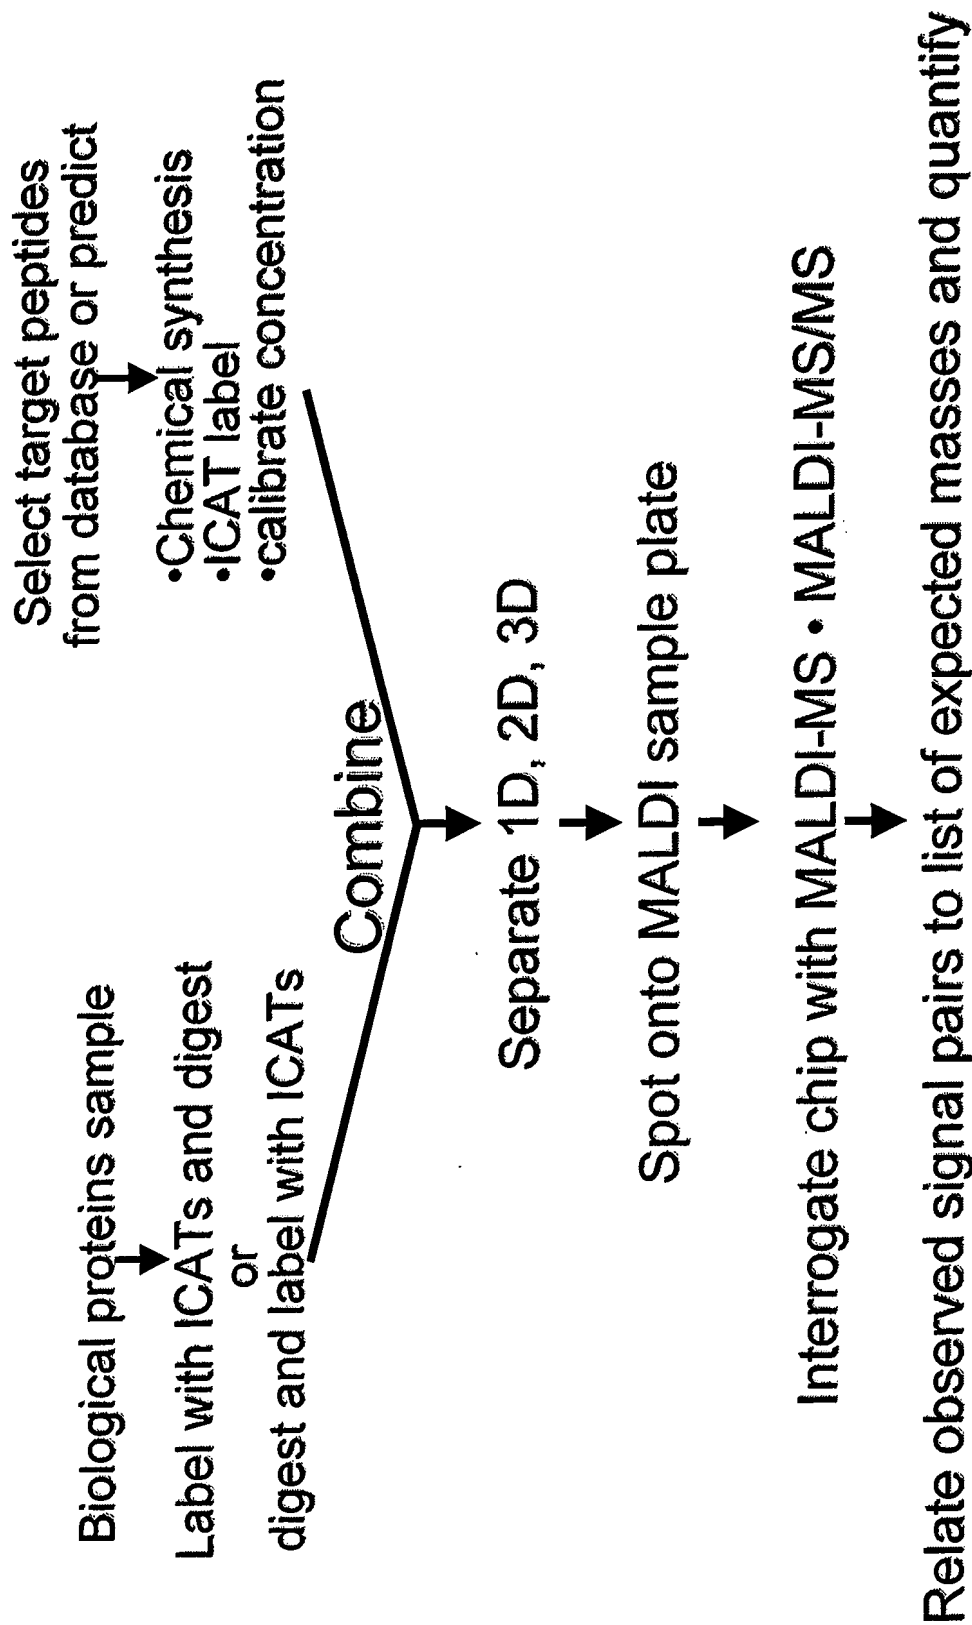 Select target peptides
from database or predict
•Chemical synthesis
•ICAT label
•calibrate concentration
Biological proteins sample
Label with ICATs and digest
or
digest and label with ICATs
Combine
Separate 1D, 2D, 3D
Spot onto MALDI sample plate
Interrogate chip with MALDI-MS • MALDI-MS/MS
Relate observed signal pairs to list of expected masses and quantify